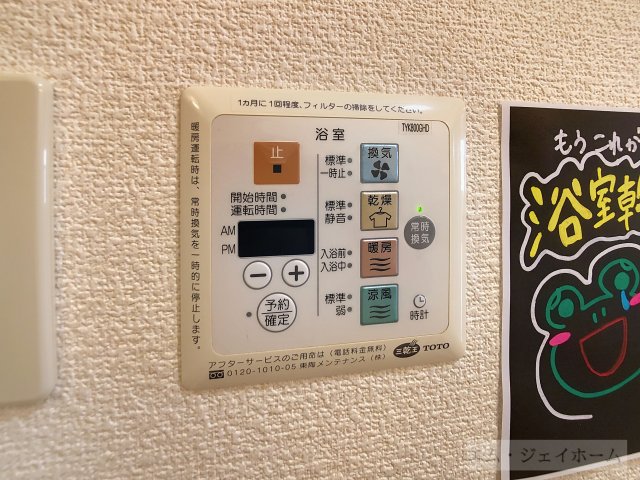 1ヵ月に1回程度、フィルターの掃除をしてください。
暖房運転時は、常時換気を一時的に停止します。
浴室
TYK800GHD
止
標準
一時止
換気
開始時間
運転時間
標準
静音
乾燥
AM
PM
常時
換気
入浴前
入浴中
暖房
予約
確定
標準
弱
涼風
時計
アフターサービスのご用命は(電話料金無料)
0120-1010-05 東陶メンテナンス(株)
三乾王 TOTO
もうこれが
浴室乾
エム・ジェイホーム